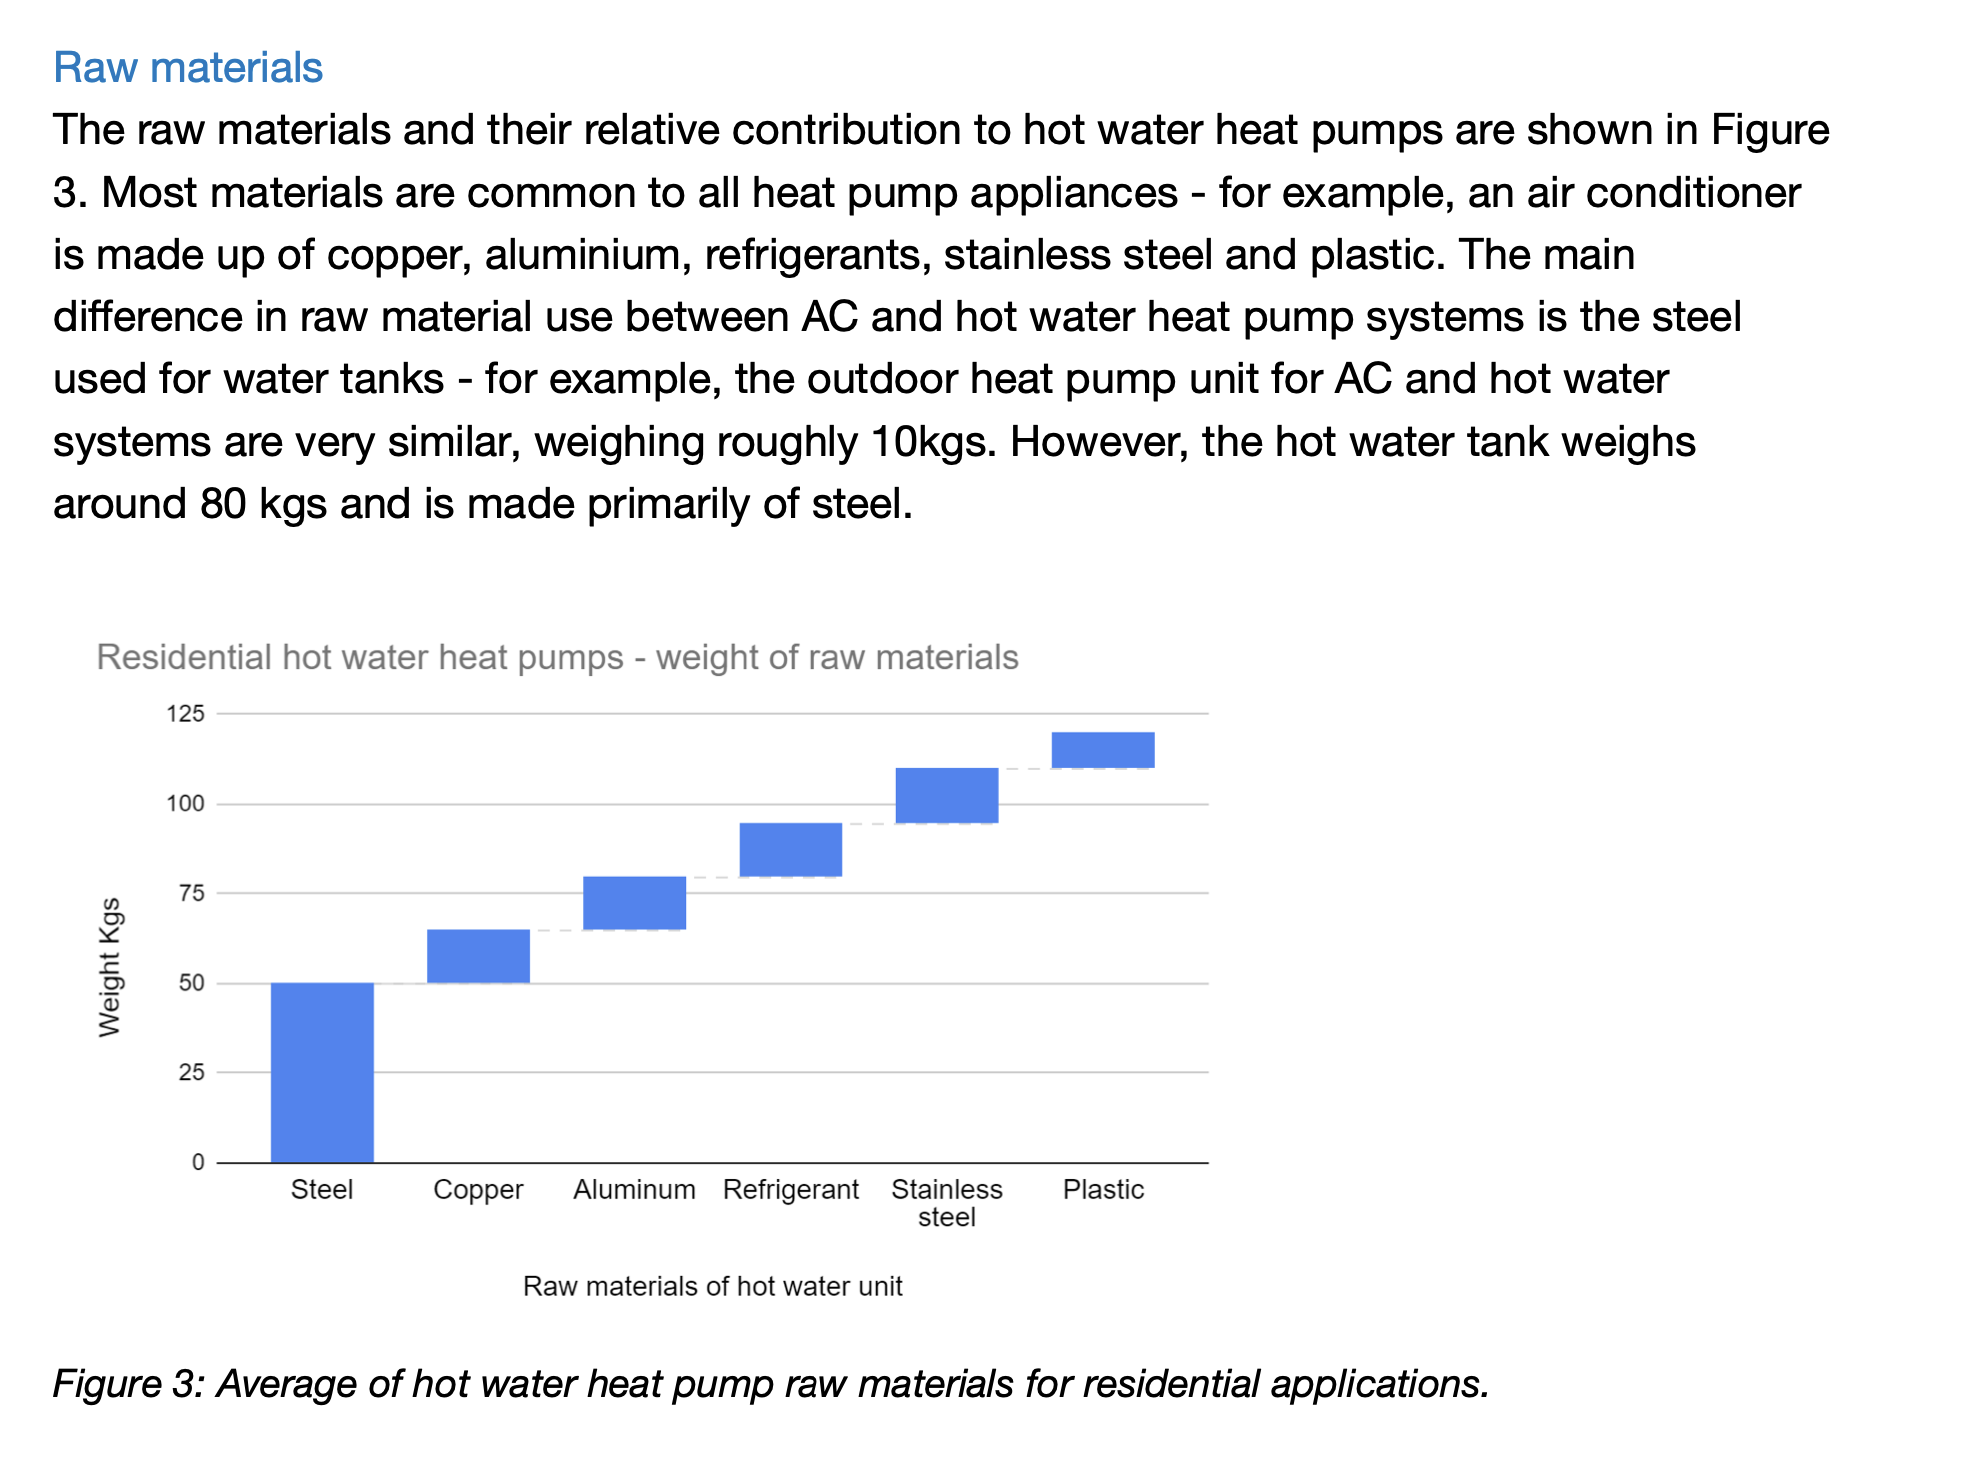 Raw materials
The raw materials and their relative contribution to hot water heat pumps are shown in Figure
3. Most materials are common to all heat pump appliances - for example, an air conditioner
is made up of copper, aluminium, refrigerants, stainless steel and plastic. The main
difference in raw material use between AC and hot water heat pump systems is the steel
used for water tanks - for example, the outdoor heat pump unit for AC and hot water
systems are very similar, weighing roughly 10kgs. However, the hot water tank weighs
around 80 kgs and is made primarily of steel.
Residential hot water heat pumps - weight of raw materials
125
100
75
50
25
0
Weight Kgs
Steel
Copper
Aluminum
Refrigerant
Stainless
steel
Plastic
Raw materials of hot water unit
Figure 3: Average of hot water heat pump raw materials for residential applications.